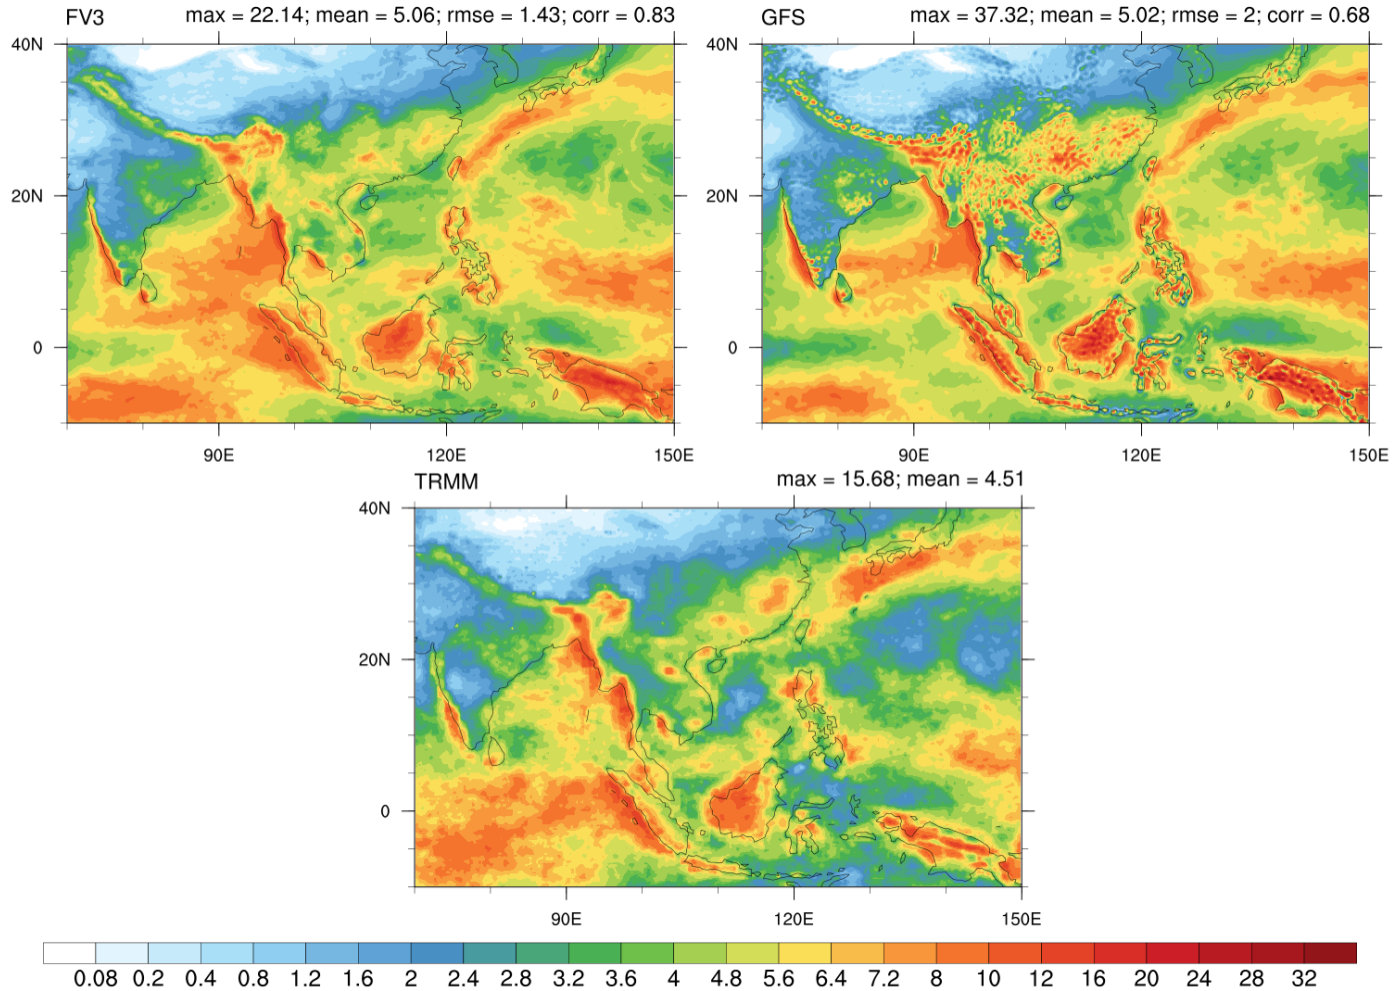 FV3 max = 22.14; mean = 5.06; rmse = 1.43; corr = 0.83
GFS max = 37.32; mean = 5.02; rmse = 2; corr = 0.68
40N
20N
0
90E 120E 150E
40N
20N
0
90E 120E 150E
TRMM max = 15.68; mean = 4.51
40N
20N
0
90E 120E 150E
0.08 0.2 0.4 0.8 1.2 1.6 2 2.4 2.8 3.2 3.6 4 4.8 5.6 6.4 7.2 8 10 12 16 20 24 28 32